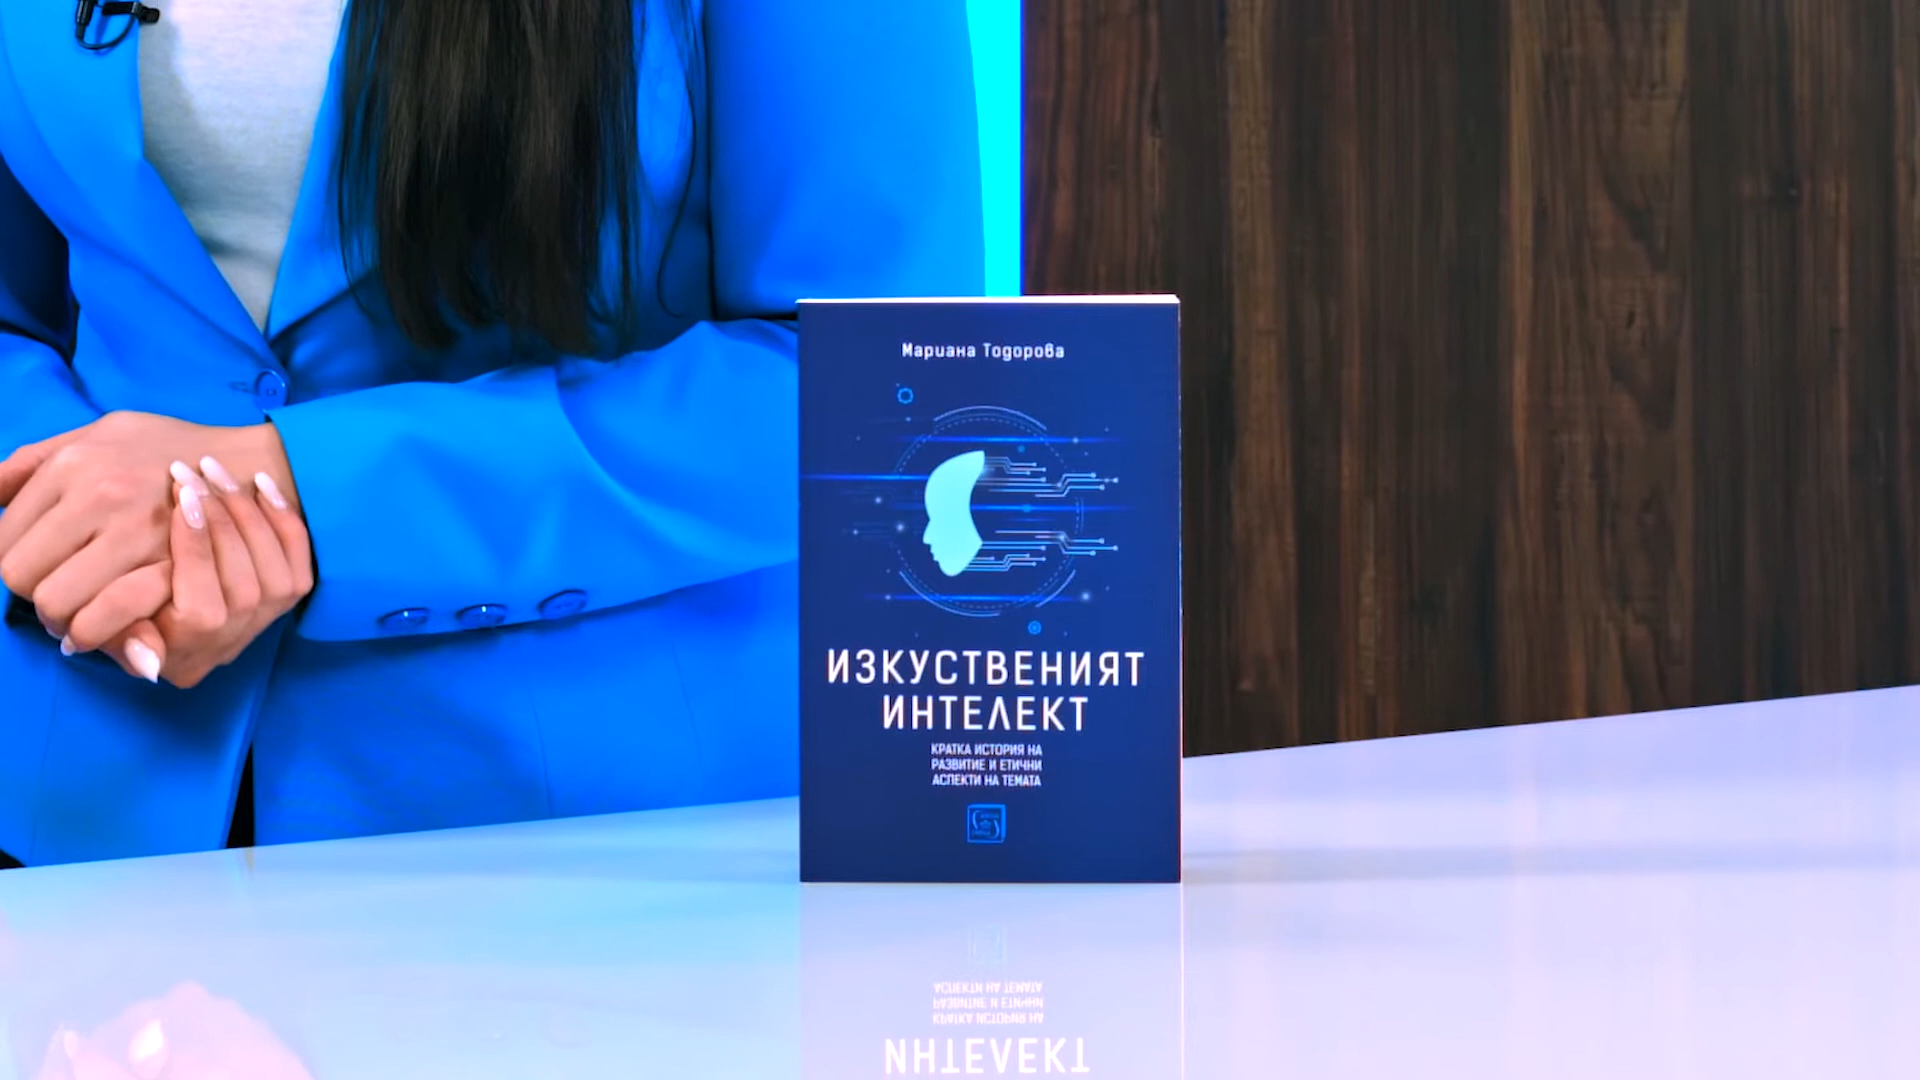 Мариана Тодорова
ИЗКУСТВЕНИЯТ
ИНТЕЛЕКТ
КРАТКА ИСТОРИЯ НА
РАЗВИТИЕ И ЕТИЧНИ
АСПЕКТИ НА ТЕМАТА